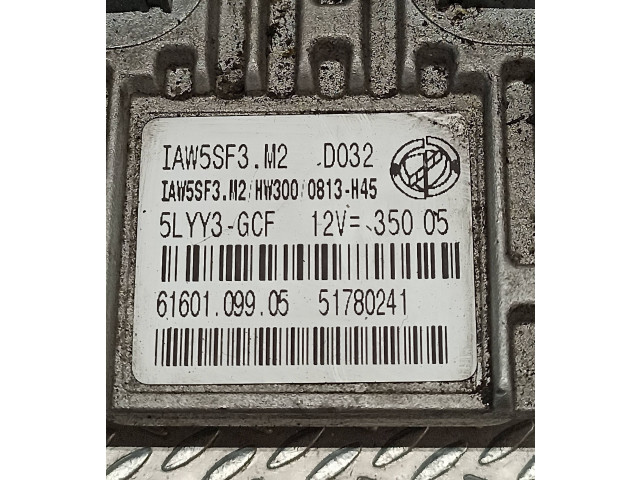 IAW5SF3.M2 D032
IAW5SF3.M2/HW300/0813-H45
5LYY3-GCF 12V= 350 05
61601.099.05 51780241